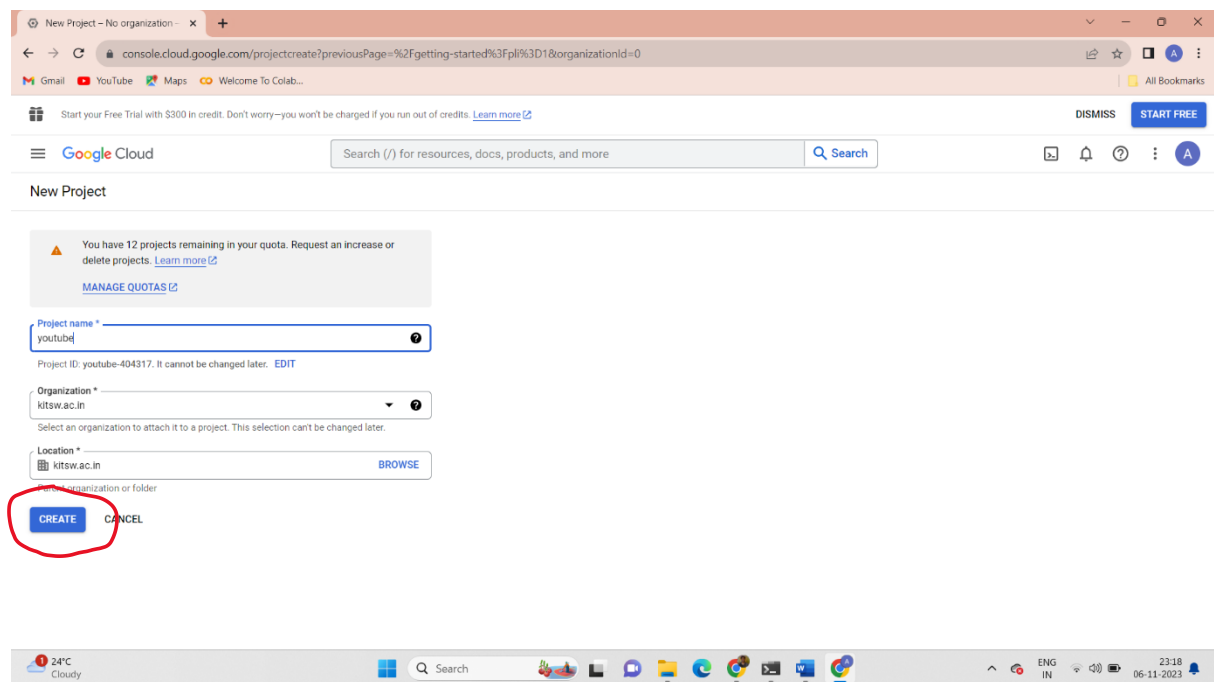 New Project – No organization –
console.cloud.google.com/projectcreate?previousPage=%2Fgetting-started%3Fpli%3D1&organizationId=0
Gmail YouTube Maps Welcome To Colab... All Bookmarks
Start your Free Trial with $300 in credit. Don't worry—you won't be charged if you run out of credits. Learn more DISMISS START FREE
Google Cloud Search (/) for resources, docs, products, and more Search A
New Project
You have 12 projects remaining in your quota. Request an increase or
delete projects. Learn more
MANAGE QUOTAS
Project name *
youtube
Project ID: youtube-404317. It cannot be changed later. EDIT
Organization *
kitsw.ac.in
Select an organization to attach it to a project. This selection can't be changed later.
Location *
kitsw.ac.in BROWSE
Parent organization or folder
CREATE CANCEL
1 24°C Search ENG 23:18
Cloudy IN 06-11-2023